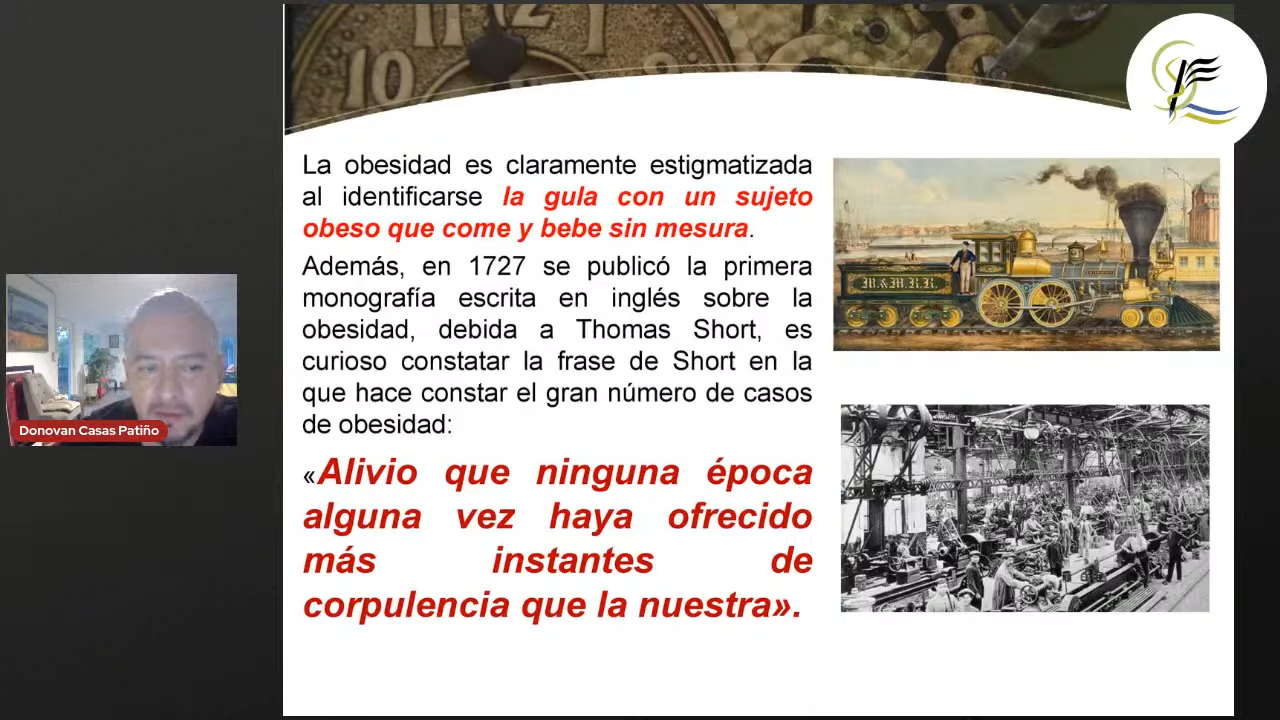 La obesidad es claramente estigmatizada
al identificarse la gula con un sujeto
obeso que come y bebe sin mesura.
Además, en 1727 se publicó la primera
monografía escrita en inglés sobre la
obesidad, debida a Thomas Short, es
curioso constatar la frase de Short en la
que hace constar el gran número de casos
de obesidad:
«Alivio que ninguna época
alguna vez haya ofrecido
más instantes de
corpulencia que la nuestra».
Donovan Casas Patiño
M.&M.R.R.
10
11
1